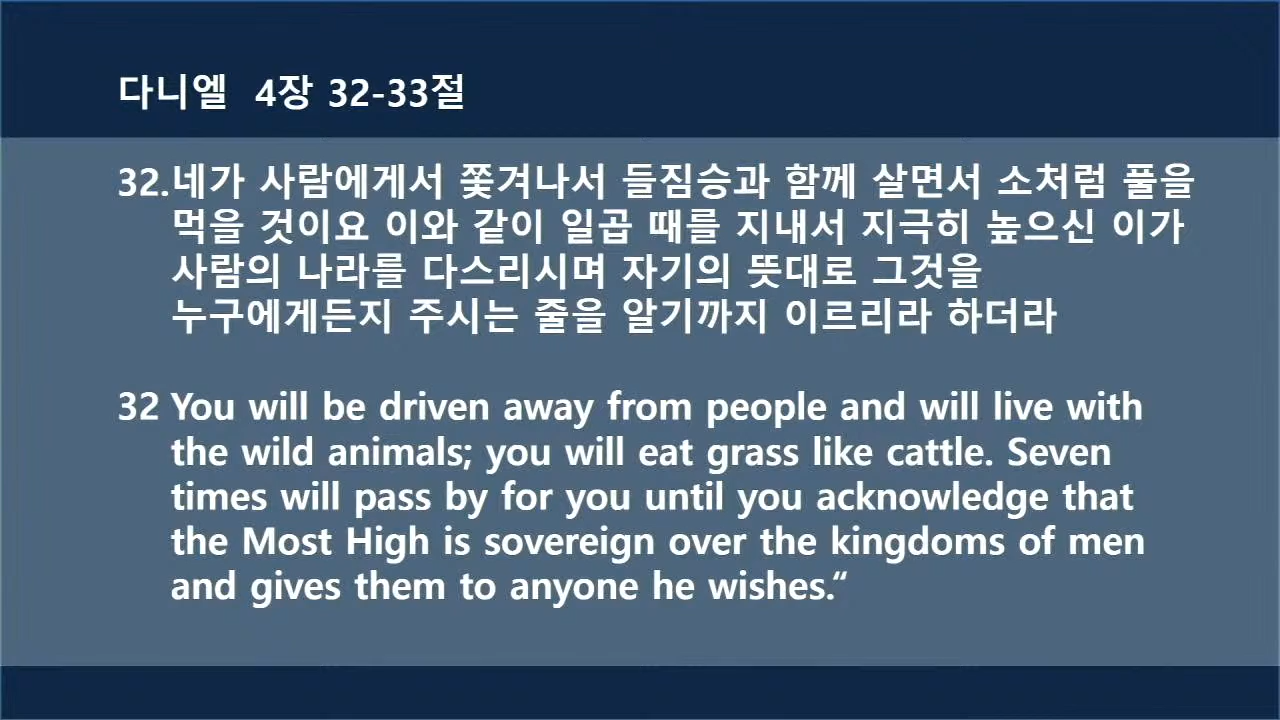 다니엘  4장 32-33절
32.네가 사람에게서 쫓겨나서 들짐승과 함께 살면서 소처럼 풀을
먹을 것이요 이와 같이 일곱 때를 지내서 지극히 높으신 이가
사람의 나라를 다스리시며 자기의 뜻대로 그것을
누구에게든지 주시는 줄을 알기까지 이르리라 하더라
32 You will be driven away from people and will live with
the wild animals; you will eat grass like cattle. Seven
times will pass by for you until you acknowledge that
the Most High is sovereign over the kingdoms of men
and gives them to anyone he wishes.“